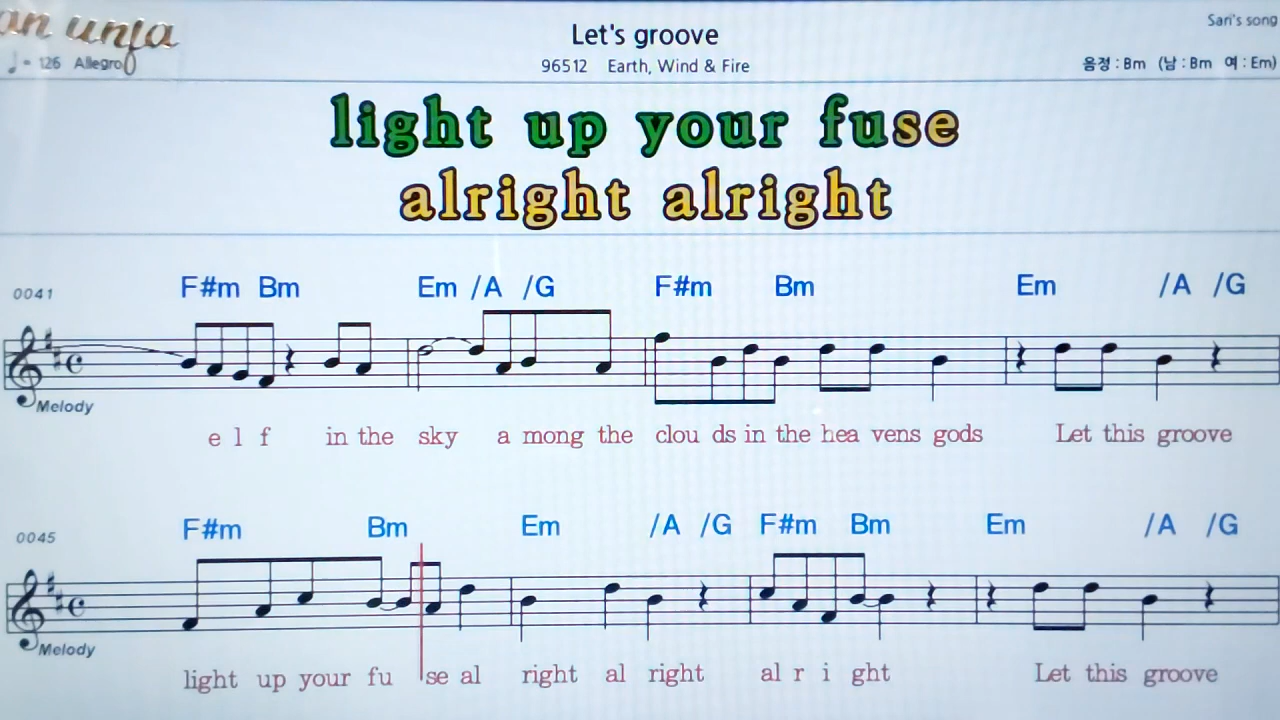 an unja
Let's groove
Sari's song
♩ = 126 Allegro
96512 Earth, Wind & Fire
음정 : Bm (남 : Bm 여 : Em)
light up your fuse
alright alright
0041 F#m Bm Em /A /G F#m Bm Em /A /G
Melody
e l f in the sky a mong the clou ds in the hea vens gods Let this groove
0045 F#m Bm Em /A /G F#m Bm Em /A /G
Melody
light up your fu se al right al right al r i ght Let this groove